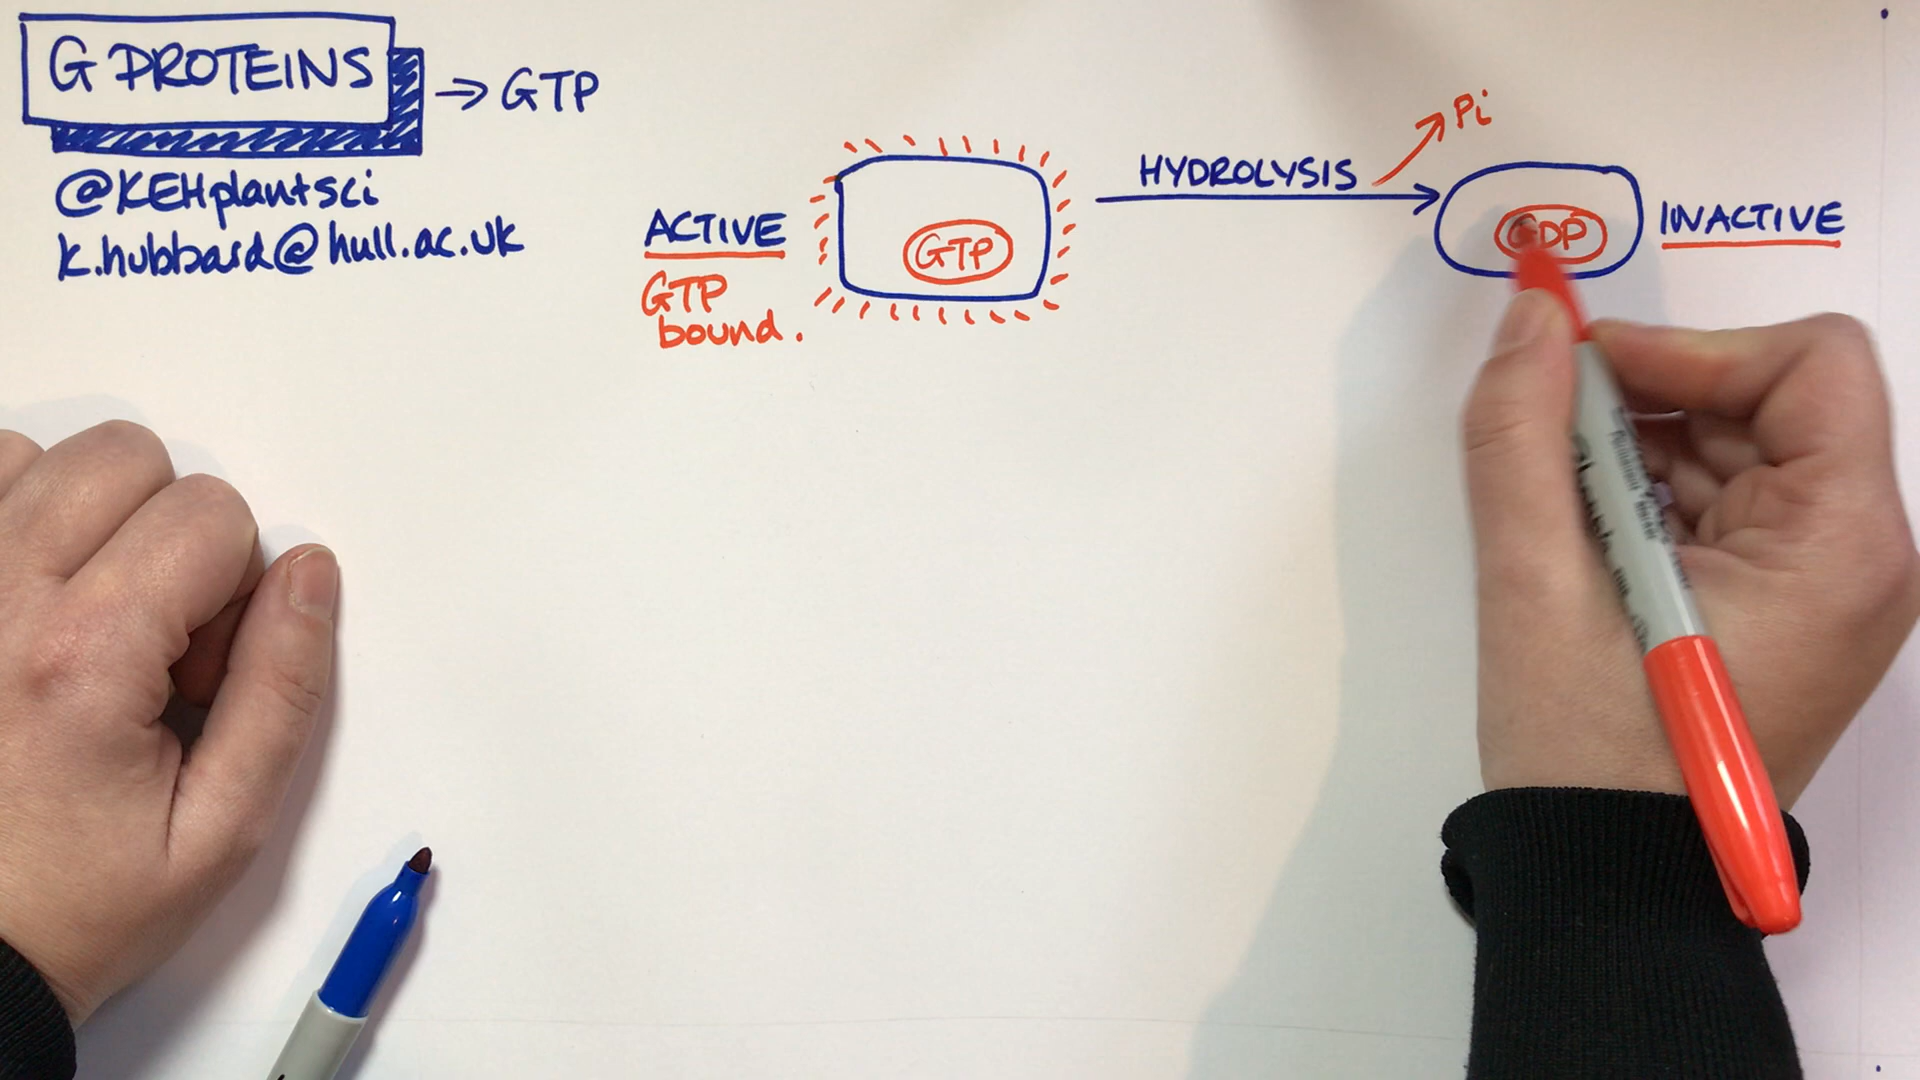 G PROTEINS → GTP
@KEHplantsci
k.hubbard@hull.ac.uk
ACTIVE
GTP
bound.
GTP
HYDROLYSIS
Pi
GDP
INACTIVE